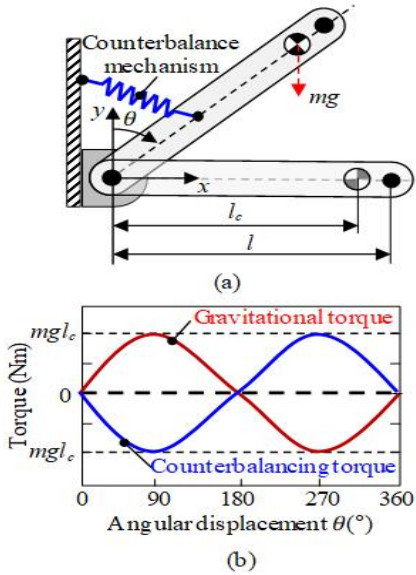 Counterbalance
mechanism
y
θ
mg
x
l_c
l
(a)
mgl_c
Gravitational torque
Torque (Nm)
0
mgl_c
Counterbalancing torque
0 90 180 270 360
Angular displacement θ(°)
(b)